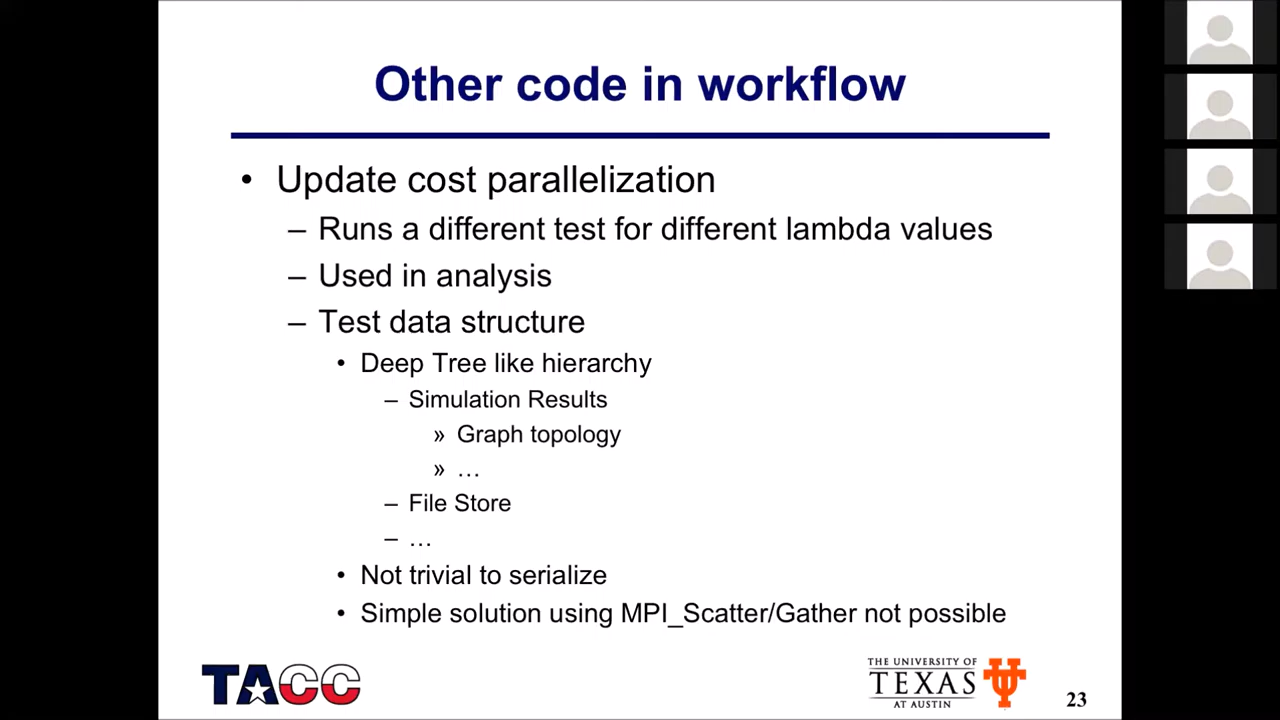 Other code in workflow
• Update cost parallelization
– Runs a different test for different lambda values
– Used in analysis
– Test data structure
• Deep Tree like hierarchy
– Simulation Results
» Graph topology
» …
– File Store
– …
• Not trivial to serialize
• Simple solution using MPI_Scatter/Gather not possible
TACC
THE UNIVERSITY OF
TEXAS
AT AUSTIN
23